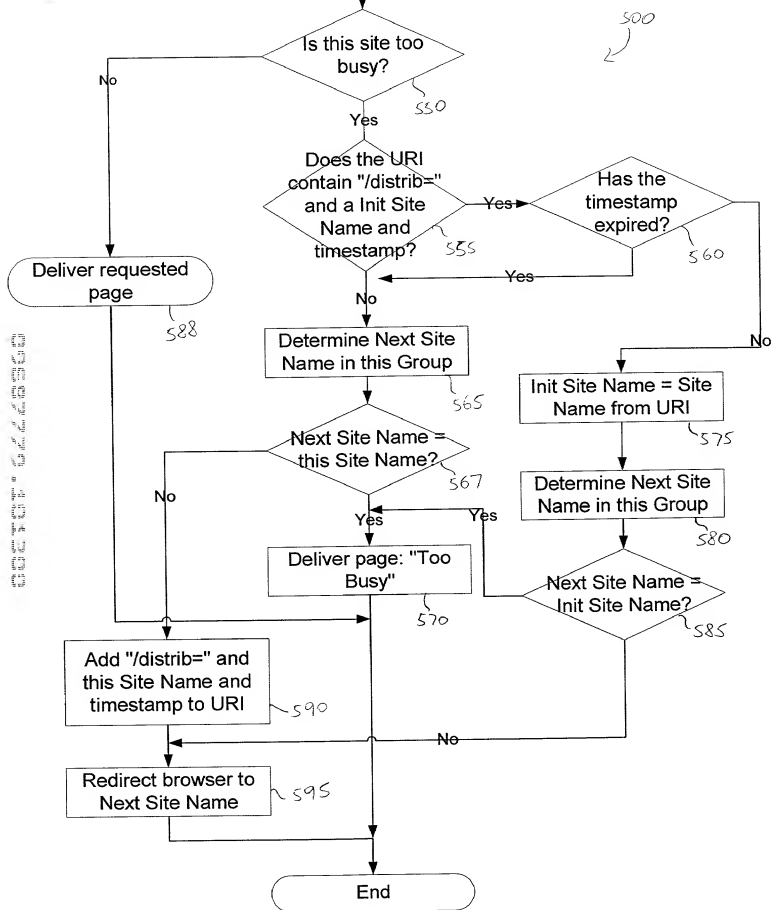 500
Is this site too
busy?
550
No
Yes
Does the URI
contain "/distrib="
and a Init Site
Name and
timestamp?
555
Yes
Has the
timestamp
expired?
560
Yes
No
No
Deliver requested
page
588
Determine Next Site
Name in this Group
565
Init Site Name = Site
Name from URI
575
Next Site Name =
this Site Name?
567
No
Yes
Determine Next Site
Name in this Group
580
Yes
Deliver page: "Too
Busy"
570
Next Site Name =
Init Site Name?
585
Add "/distrib=" and
this Site Name and
timestamp to URI
590
No
Redirect browser to
Next Site Name
595
End